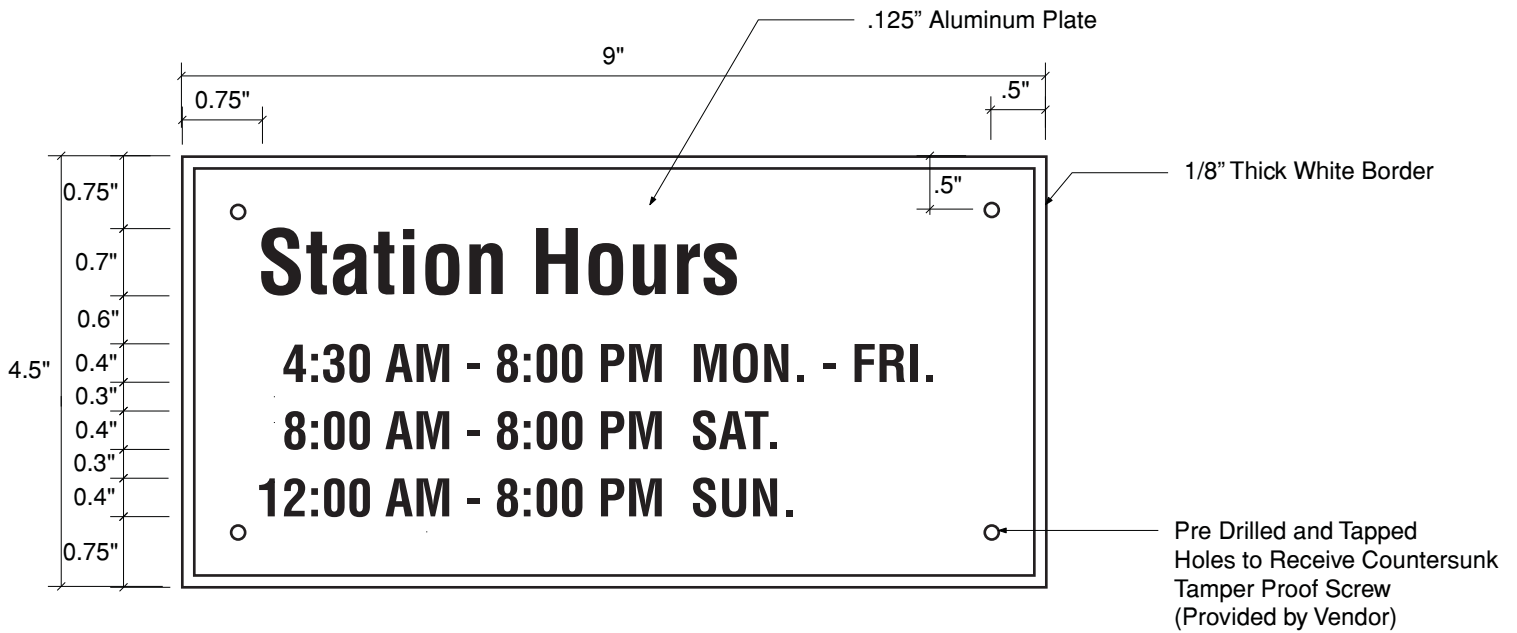 .125” Aluminum Plate
9"
0.75"
.5"
1/8” Thick White Border
0.75"
.5"
Station Hours
0.7"
0.6"
4.5"
0.4"
4:30 AM - 8:00 PM MON. - FRI.
0.3"
0.4"
8:00 AM - 8:00 PM SAT.
0.3"
0.4"
12:00 AM - 8:00 PM SUN.
0.75"
Pre Drilled and Tapped
Holes to Receive Countersunk
Tamper Proof Screw
(Provided by Vendor)